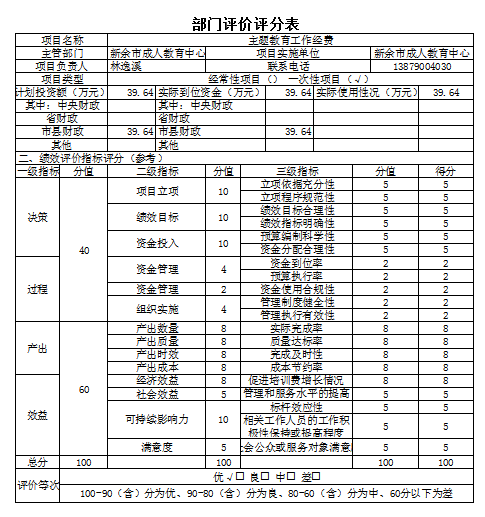 部门评价评分表
项目名称 主题教育工作经费
主管部门 新余市成人教育中心 项目实施单位 新余市成人教育中心
项目负责人 林逸溪 联系电话 13879004030
项目类型 经常性项目（） 一次性项目（√）
计划投资额（万元） 39.64 实际到位资金（万元） 39.64 实际使用性况（万元） 39.64
其中：中央财政 其中：中央财政
省财政 省财政
市县财政 39.64 市县财政 39.64
其他 其他
二、绩效评价指标评分（参考）
一级指标 分值 二级指标 分值 三级指标 分值 得分
决策 40 项目立项 10 立项依据充分性 5 5
立项程序规范性 5 5
绩效目标 10 绩效目标合理性 5 5
绩效指标明确性 5 5
资金投入 10 预算编制科学性 5 5
资金分配合理性 5 5
过程 资金管理 4 资金到位率 2 2
预算执行率 2 2
资金管理 2 资金使用合规性 2 2
组织实施 4 管理制度健全性 2 2
管理执行有效性 2 2
产出 60 产出数量 8 实际完成率 8 8
产出质量 8 质量达标率 8 8
产出时效 8 完成及时性 8 8
产出成本 8 成本节约率 8 8
效益 经济效益 8 促进培训费增长情况 8 8
社会效益 5 管理和服务水平的提高 5 5
可持续影响力 10 标杆效应性 5 5
相关工作人员的工作积
极性保持或提高程度 5 5
满意度 5 会公众或服务对象满意 5 5
总分 100 100 100 100
评价等次 优√□ 良□ 中□ 差□
100-90（含）分为优、90-80（含）分为良、80-60（含）分为中、60分以下为差